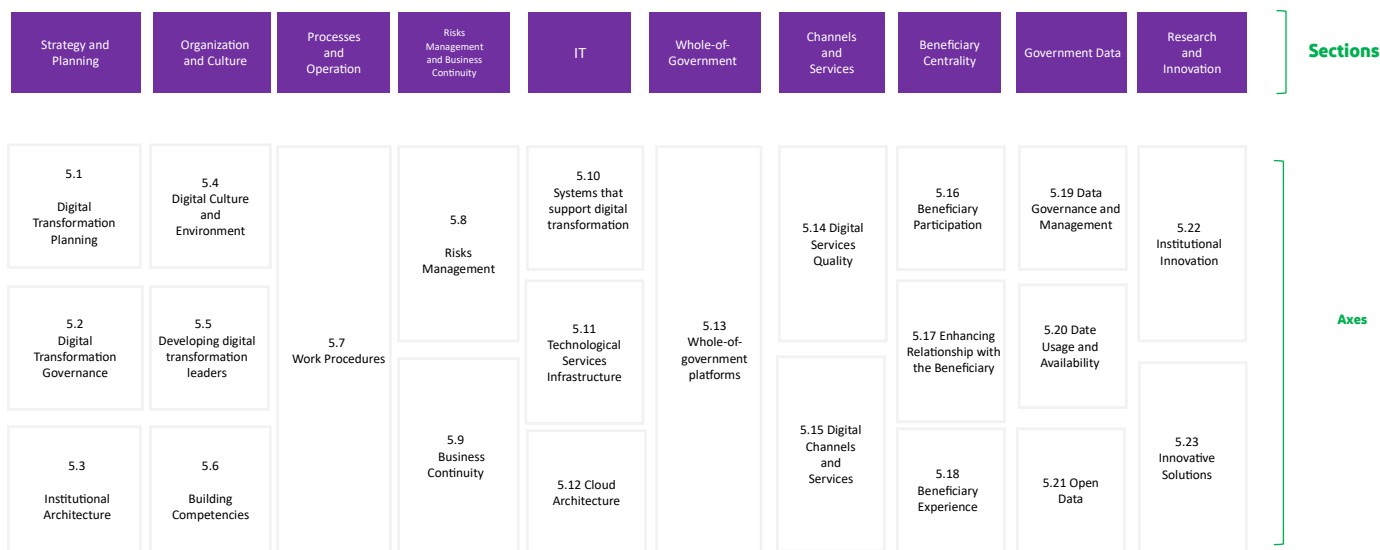 Strategy and
Planning
Organization
and Culture
Processes
and
Operation
Risks
Management
and Business
Continuity
IT
Whole-of-
Government
Channels
and
Services
Beneficiary
Centrality
Government Data
Research
and
Innovation
Sections
5.1
Digital
Transformation
Planning
5.2
Digital
Transformation
Governance
5.3
Institutional
Architecture
5.4
Digital Culture
and
Environment
5.5
Developing digital
transformation
leaders
5.6
Building
Competencies
5.7
Work Procedures
5.8
Risks
Management
5.9
Business
Continuity
5.10
Systems that
support digital
transformation
5.11
Technological
Services
Infrastructure
5.12 Cloud
Architecture
5.13
Whole-of-
government
platforms
5.14 Digital
Services
Quality
5.15 Digital
Channels
and
Services
5.16
Beneficiary
Participation
5.17 Enhancing
Relationship with
the Beneficiary
5.18
Beneficiary
Experience
5.19 Data
Governance and
Management
5.20 Date
Usage and
Availability
5.21 Open
Data
5.22
Institutional
Innovation
5.23
Innovative
Solutions
Axes